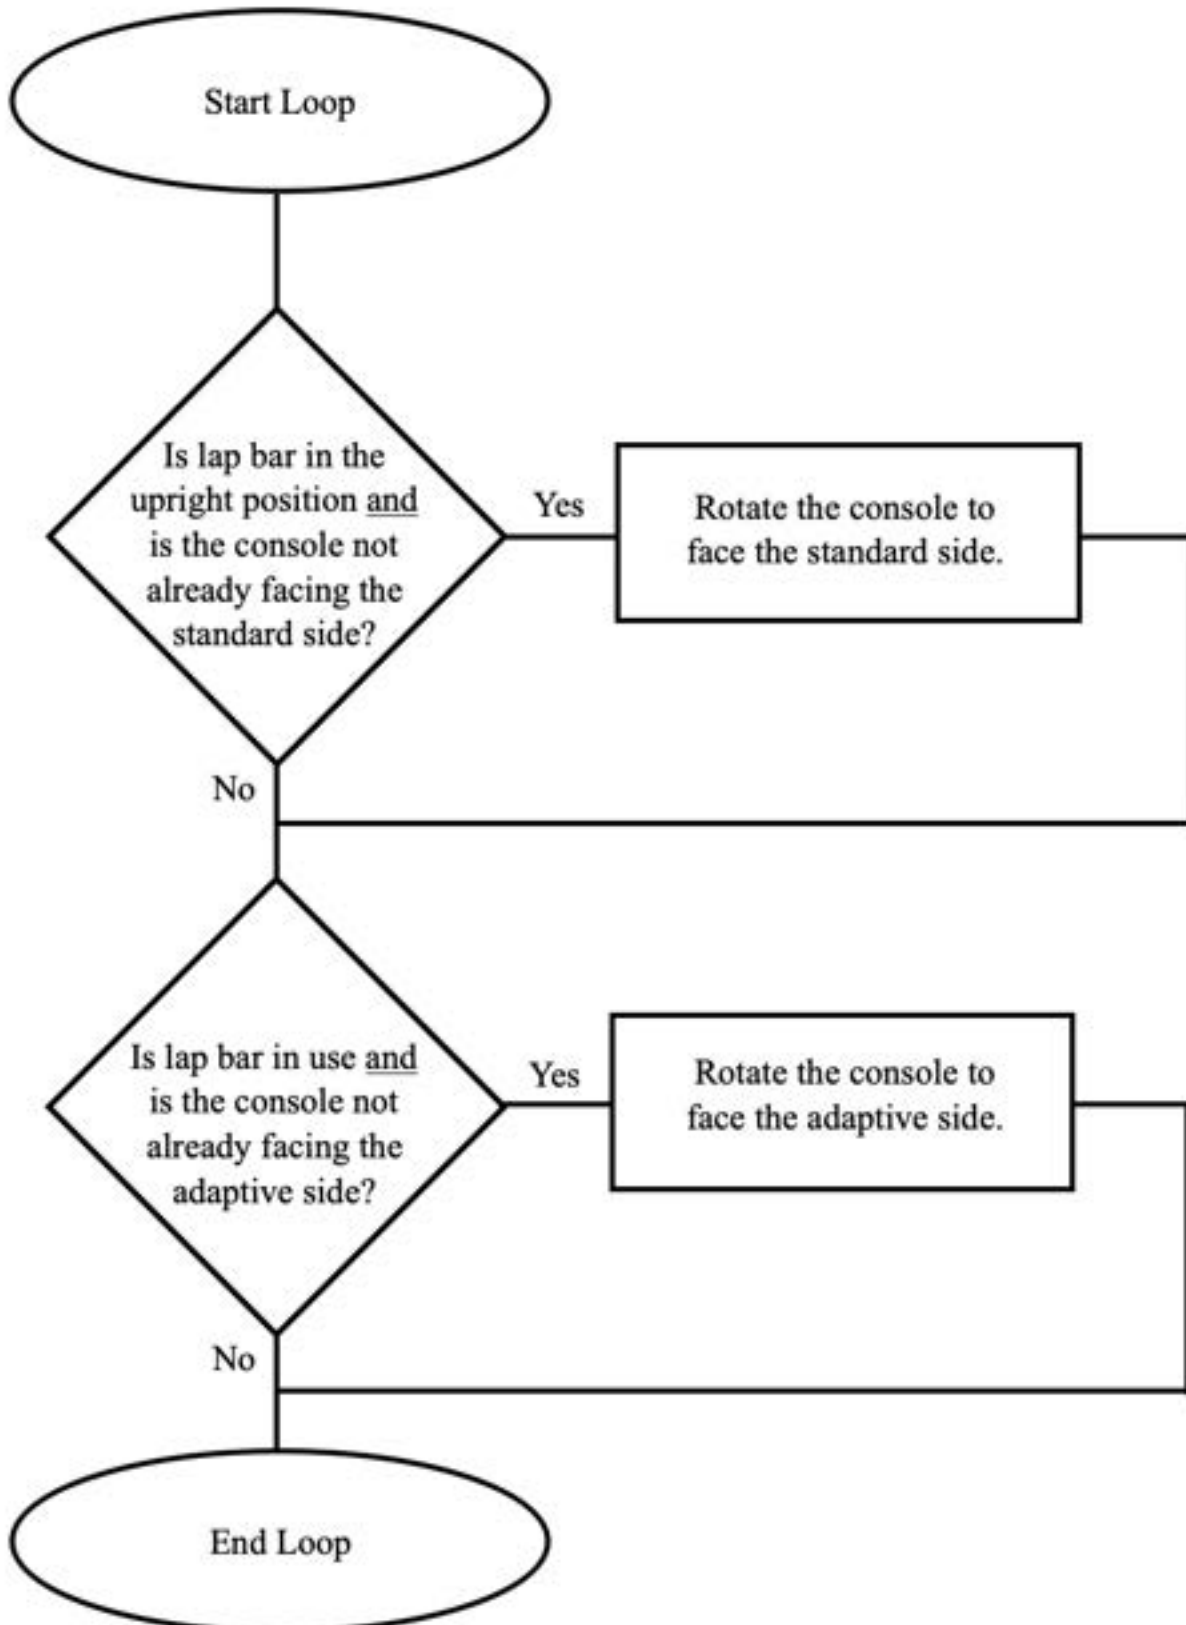 Start Loop
Is lap bar in the
upright position and
is the console not
already facing the
standard side?
Yes
Rotate the console to
face the standard side.
No
Is lap bar in use and
is the console not
already facing the
adaptive side?
Yes
Rotate the console to
face the adaptive side.
No
End Loop